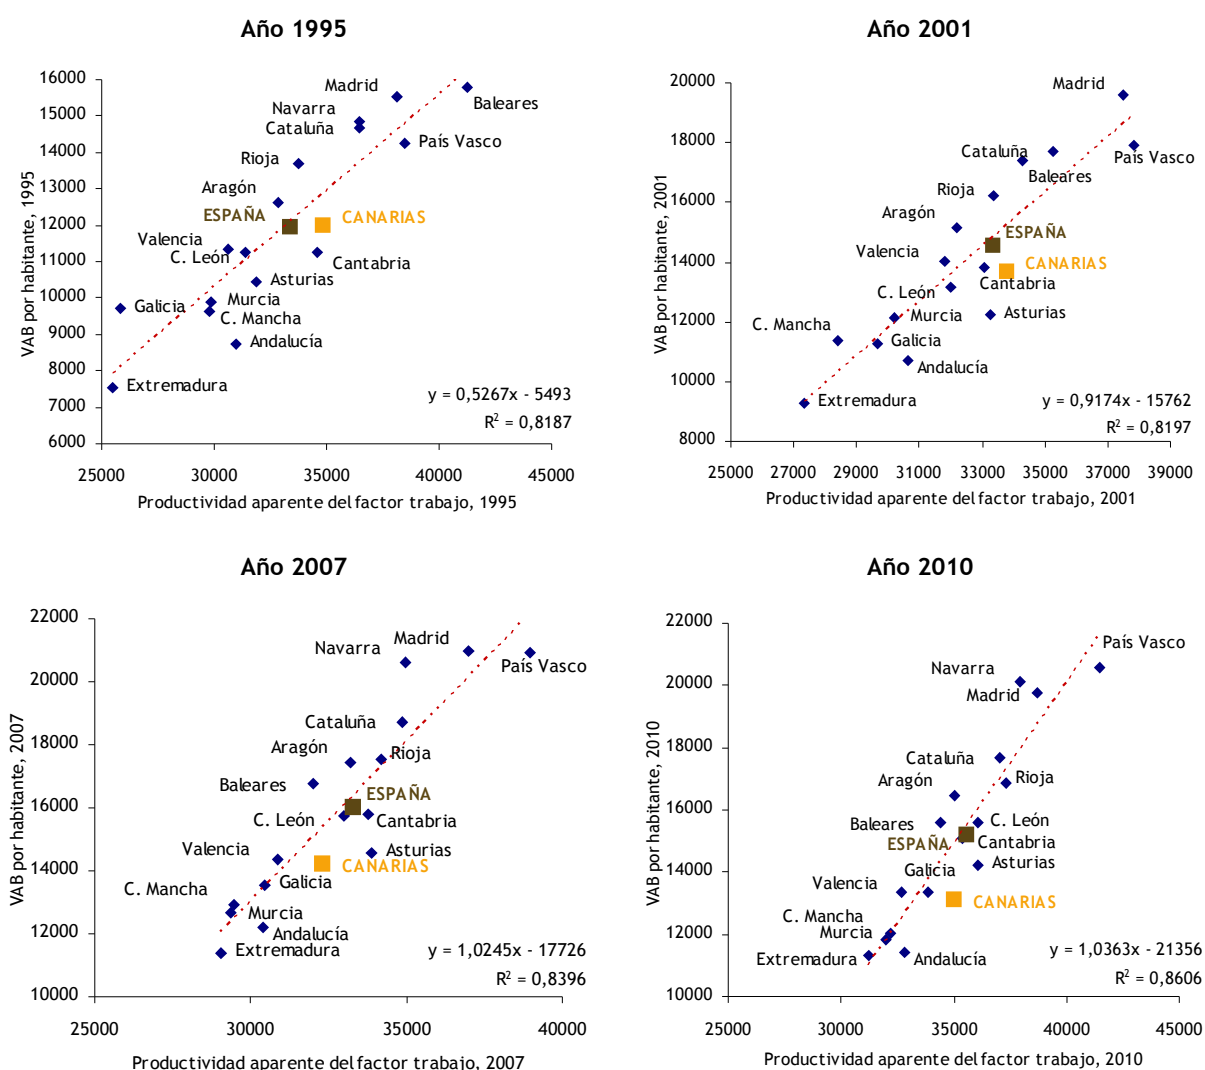 Año 1995
16000
15000
14000
13000
12000
11000
10000
9000
8000
7000
6000
VAB por habitante, 1995
Madrid
Baleares
Navarra
Cataluña
País Vasco
Rioja
Aragón
ESPAÑA
CANARIAS
Valencia
C. León
Cantabria
Asturias
Galicia
Murcia
C. Mancha
Andalucía
Extremadura
y = 0,5267x - 5493
R² = 0,8187
25000 30000 35000 40000 45000
Productividad aparente del factor trabajo, 1995
Año 2001
20000
18000
16000
14000
12000
10000
8000
VAB por habitante, 2001
Madrid
Cataluña
País Vasco
Baleares
Rioja
Aragón
ESPAÑA
Valencia
CANARIAS
Cantabria
C. León
Murcia
Asturias
C. Mancha
Galicia
Andalucía
Extremadura
y = 0,9174x - 15762
R² = 0,8197
25000 27000 29000 31000 33000 35000 37000 39000
Productividad aparente del factor trabajo, 2001
Año 2007
22000
20000
18000
16000
14000
12000
10000
VAB por habitante, 2007
Madrid
Navarra
País Vasco
Cataluña
Aragón
Rioja
Baleares
ESPAÑA
C. León
Cantabria
Valencia
Asturias
CANARIAS
Galicia
C. Mancha
Murcia
Andalucía
Extremadura
y = 1,0245x - 17726
R² = 0,8396
25000 30000 35000 40000
Productividad aparente del factor trabajo, 2007
Año 2010
22000
20000
18000
16000
14000
12000
10000
VAB por habitante, 2010
País Vasco
Navarra
Madrid
Cataluña
Aragón
Rioja
Baleares
C. León
ESPAÑA
Cantabria
Asturias
Galicia
Valencia
CANARIAS
C. Mancha
Murcia
Extremadura
Andalucía
y = 1,0363x - 21356
R² = 0,8606
25000 30000 35000 40000 45000
Productividad aparente del factor trabajo, 2010